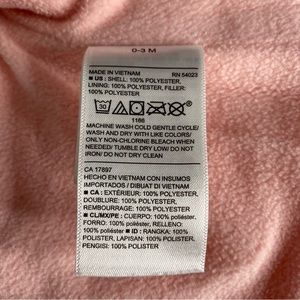 0-3 M
MADE IN VIETNAM RN 54023
■ US : SHELL: 100% POLYESTER,
LINING: 100% POLYESTER, FILLER:
100% POLYESTER
30
1166
MACHINE WASH COLD GENTLE CYCLE/
WASH AND DRY WITH LIKE COLORS/
ONLY NON-CHLORINE BLEACH WHEN
NEEDED/ TUMBLE DRY LOW/ DO NOT
IRON/ DO NOT DRY CLEAN
CA 17897
HECHO EN VIETNAM CON INSUMOS
IMPORTADOS / DIBUAT DI VIETNAM
■ CA : EXTÉRIEUR: 100% POLYESTER,
DOUBLURE: 100% POLYESTER,
REMBOURRAGE: 100% POLYESTER
■ CL/MX/PE : CUERPO: 100% poliéster,
FORRO: 100% poliéster, RELLENO:
100% poliéster ■ ID : RANGKA: 100%
POLIESTER, LAPISAN: 100% POLIESTER,
PENGISI: 100% POLIESTER